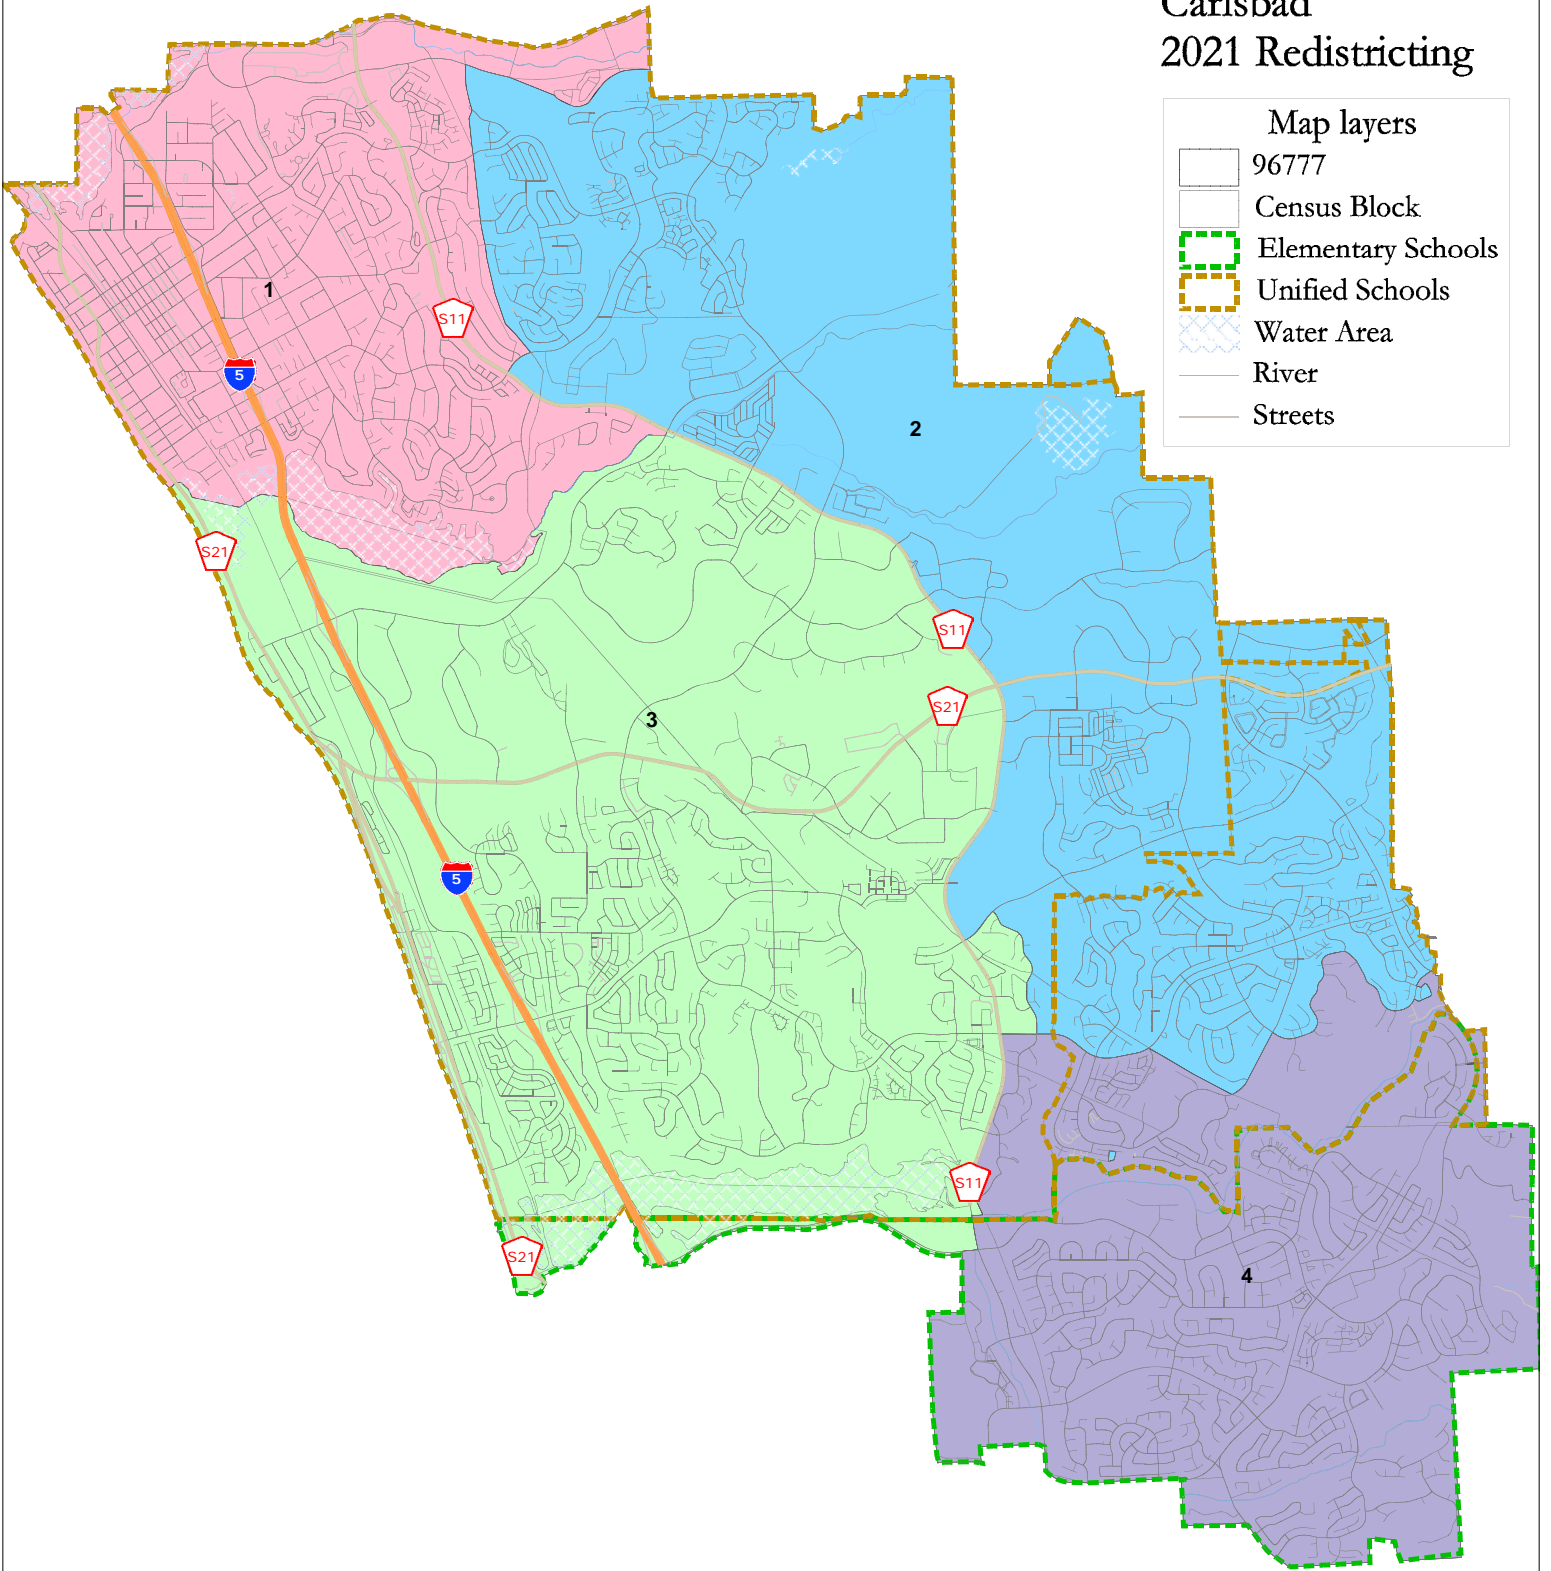 Carlsbad
2021 Redistricting
Map layers
96777
Census Block
Elementary Schools
Unified Schools
Water Area
River
Streets
1
S11
5
2
S21
S11
S21
3
5
S11
S21
4